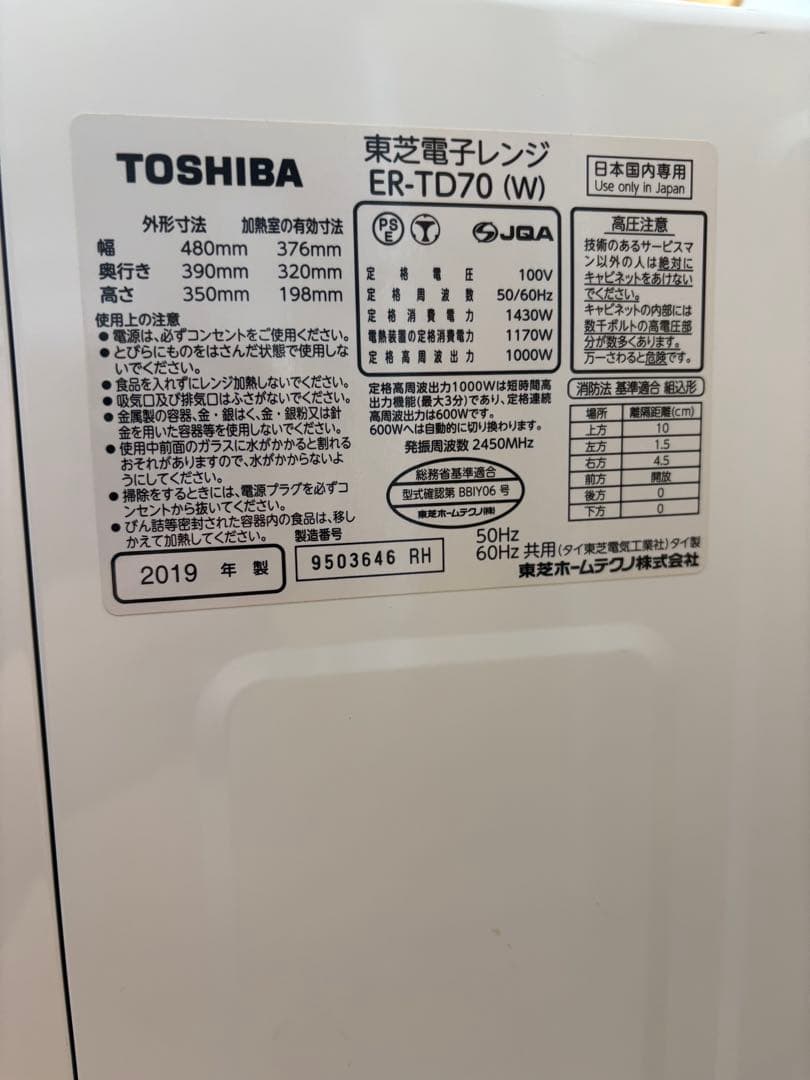 TOSHIBA
東芝電子レンジ
ER-TD70 (W)
日本国内専用
Use only in Japan
外形寸法 加熱室の有効寸法
幅 480mm 376mm
奥行き 390mm 320mm
高さ 350mm 198mm
使用上の注意
●電源は、必ずコンセントをご使用ください。
●とびらにものをはさんだ状態で使用しな
いでください。
●食品を入れずにレンジ加熱しないでください。
●吸気口及び排気口はふさがないでください。
●金属製の容器、金・銀はく、金・銀粉又は針
金を用いた容器等を使用しないでください。
●使用中前面のガラスに水がかかると割れる
おそれがありますので、水がかからないよ
うにしてください。
●掃除をするときには、電源プラグを必ずコ
ンセントから抜いてください。
●びん詰等密封された容器内の食品は、移し
かえて加熱してください。
PS
E
JQA
定格電圧 100V
定格周波数 50/60Hz
定格消費電力 1430W
電熱装置の定格消費電力 1170W
定格高周波出力 1000W
定格高周波出力1000Wは短時間高
出力機能(最大3分)であり、定格連続
高周波出力は600Wです。
600Wへは自動的に切り換わります。
発振周波数 2450MHz
総務省基準適合
型式確認第 BBIY06 号
東芝ホームテクノ(株)
高圧注意
技術のあるサービスマ
ン以外の人は絶対に
キャビネットをあけない
でください。
キャビネットの内部には
数千ボルトの高電圧部
分が数多くあります。
万一さわると危険です。
消防法 基準適合 組込形
場所 離隔距離(cm)
上方 10
左方 1.5
右方 4.5
前方 開放
後方 0
下方 0
2019 年 製
製造番号
9503646 RH
50Hz
60Hz 共用 (タイ東芝電気工業社) タイ製
東芝ホームテクノ株式会社